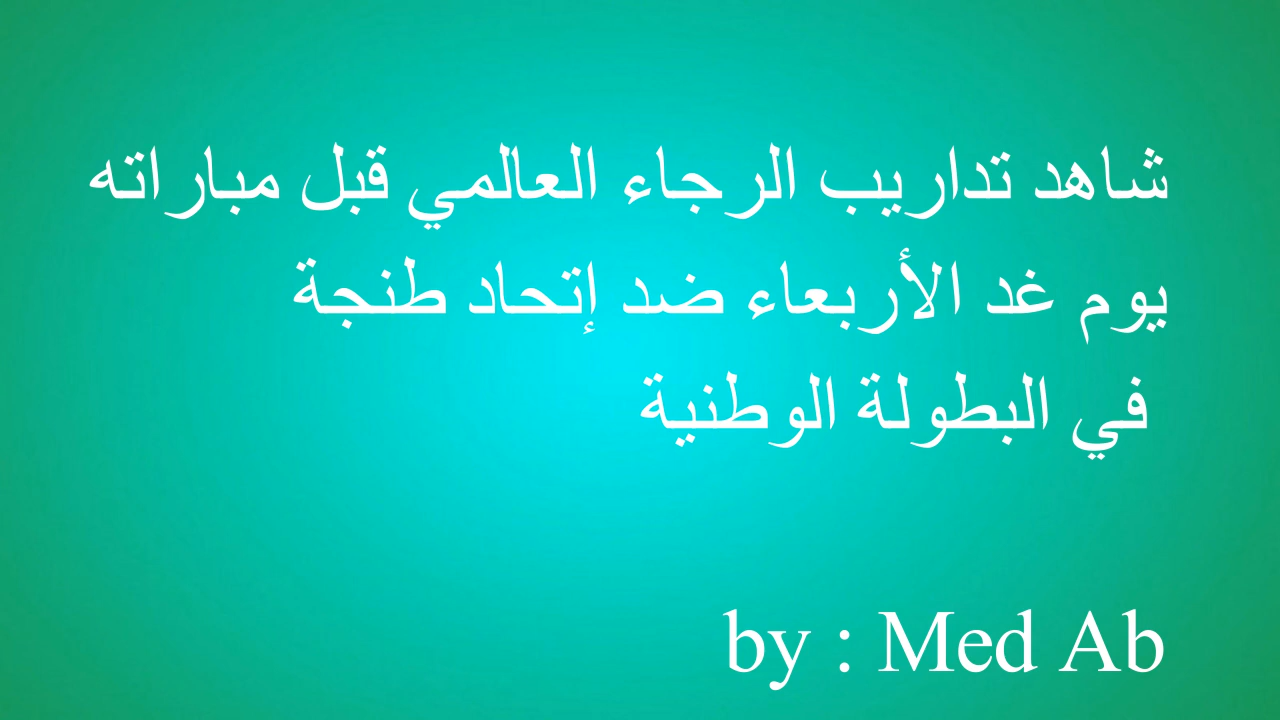 شاهد تداريب الرجاء العالمي قبل مباراته
يوم غد الأربعاء ضد إتحاد طنجة
في البطولة الوطنية
by : Med Ab